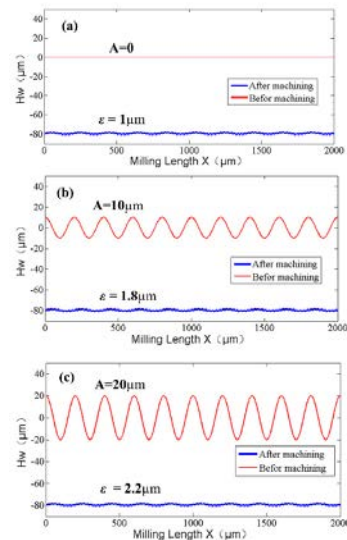 (a)
A=0
After machining
Befor machining
ε = 1μm
Hw (μm)
40
20
0
-20
-40
-60
-80
0
500
1000
1500
2000
Milling Length X (μm)
(b)
A=10μm
After machining
Befor machining
ε = 1.8μm
Hw (μm)
40
20
0
-20
-40
-60
-80
0
500
1000
1500
2000
Milling Length X (μm)
(c)
A=20μm
After machining
Befor machining
ε = 2.2μm
Hw (μm)
40
20
0
-20
-40
-60
-80
0
500
1000
1500
2000
Milling Length X (μm)